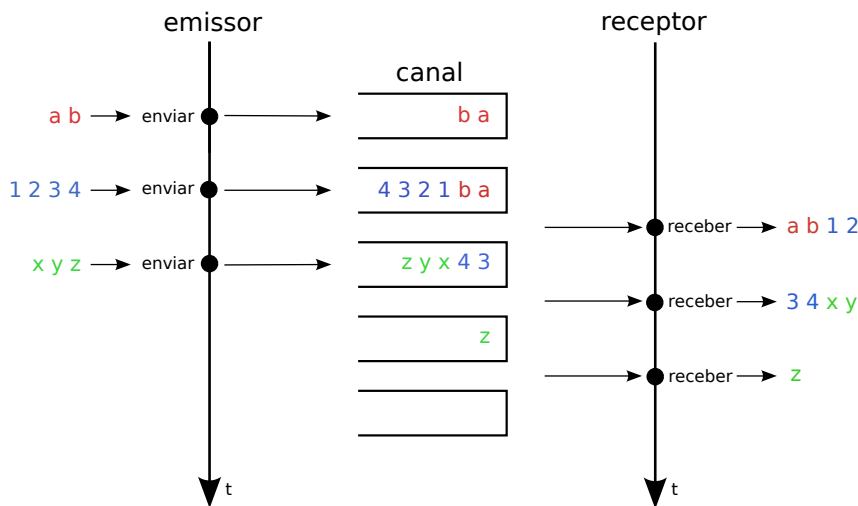 emissor
receptor
canal
a b
enviar
b a
1 2 3 4
enviar
4 3 2 1 b a
receber
a b 1 2
x y z
enviar
z y x 4 3
receber
3 4 x y
z
receber
z
t
t